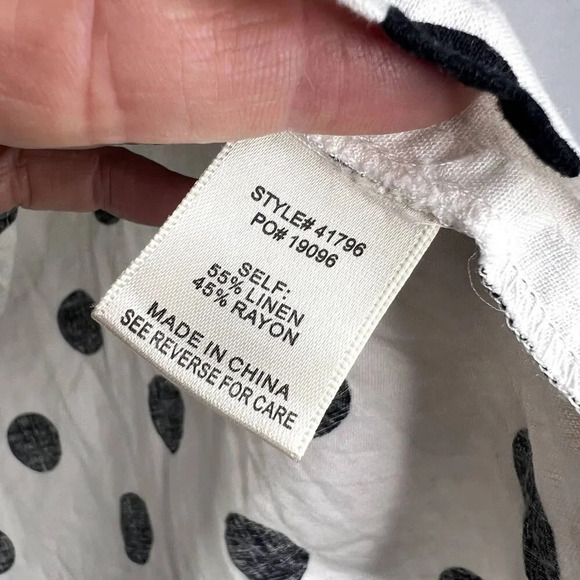 STYLE# 41796
PO# 19096
SELF:
55% LINEN
45% RAYON
MADE IN CHINA
SEE REVERSE FOR CARE